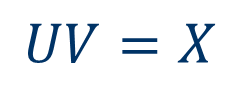 UV = X